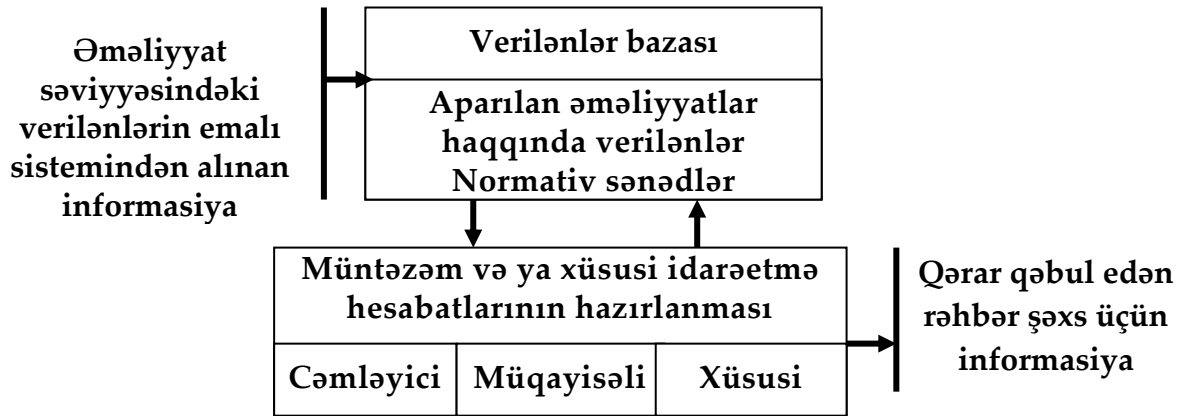 Əməliyyat
səviyyəsindəki
verilənlərin emalı
sistemindən alınan
informasiya
Verilənlər bazası
Aparılan əməliyyatlar
haqqında verilənlər
Normativ sənədlər
Müntəzəm və ya xüsusi idarəetmə
hesabatlarının hazırlanması
Cəmləyici
Müqayisəli
Xüsusi
Qərar qəbul edən
rəhbər şəxs üçün
informasiya